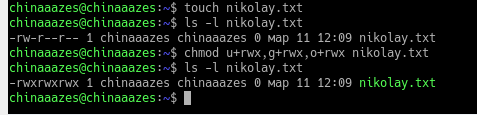 chinaaazes@chinaaazes:~$ touch nikolay.txt
chinaaazes@chinaaazes:~$ ls -l nikolay.txt
-rw-r--r-- 1 chinaaazes chinaaazes 0 мар 11 12:09 nikolay.txt
chinaaazes@chinaaazes:~$ chmod u+rwx,g+rwx,o+rwx nikolay.txt
chinaaazes@chinaaazes:~$ ls -l nikolay.txt
-rwxrwxrwx 1 chinaaazes chinaaazes 0 мар 11 12:09 nikolay.txt
chinaaazes@chinaaazes:~$